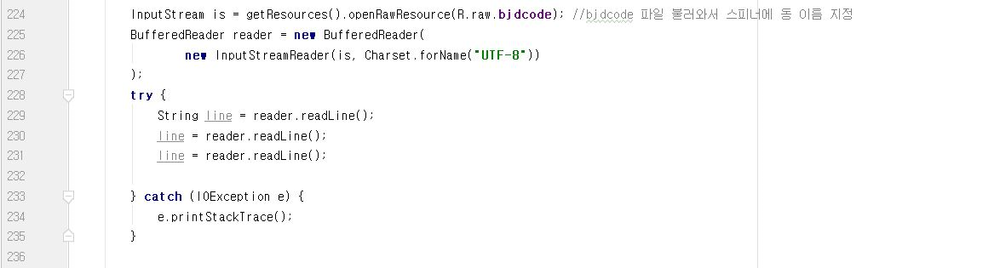 224 InputStream is = getResources().openRawResource(R.raw.bjdcode); //bjdcode 파일 불러와서 스피너에 동 이름 지정
225 BufferedReader reader = new BufferedReader(
226 new InputStreamReader(is, Charset.forName("UTF-8"))
227 );
228 try {
229 String line = reader.readLine();
230 line = reader.readLine();
231 line = reader.readLine();
232
233 } catch (IOException e) {
234 e.printStackTrace();
235 }
236